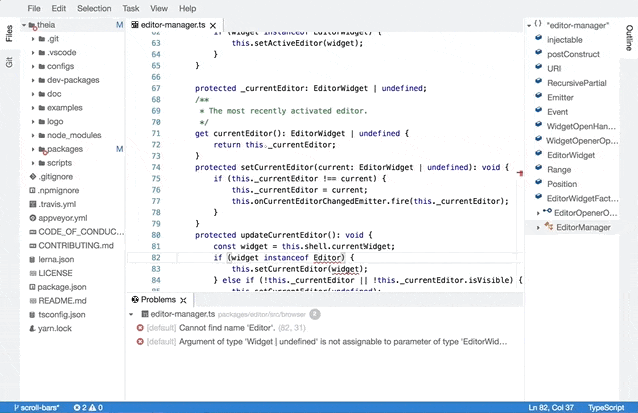 File Edit Selection Task View Help
Files
Git
theia M
.git
.vscode
configs
dev-packages
doc
examples
logo
node_modules
packages M
scripts
.gitignore
.npmignore
.travis.yml
appveyor.yml
CODE_OF_CONDUC...
CONTRIBUTING.md
lerna.json
LICENSE
package.json
README.md
tsconfig.json
yarn.lock
editor-manager.ts
62 if (widget instanceof EditorWidget) {
63 this.setActiveEditor(widget);
64 }
65 }
66
67 protected _currentEditor: EditorWidget | undefined;
68 /**
69 * The most recently activated editor.
70 */
71 get currentEditor(): EditorWidget | undefined {
72 return this._currentEditor;
73 }
74 protected setCurrentEditor(current: EditorWidget | undefined): void {
75 if (this._currentEditor !== current) {
76 this._currentEditor = current;
77 this.onCurrentEditorChangedEmitter.fire(this._currentEditor);
78 }
79 }
80 protected updateCurrentEditor(): void {
81 const widget = this.shell.currentWidget;
82 if (widget instanceof Editor) {
83 this.setCurrentEditor(widget);
84 } else if (!this._currentEditor || !this._currentEditor.isVisible) {
85 this.setCurrentEditor(undefined);
Problems
editor-manager.ts packages/editor/src/browser 2
[default] Cannot find name 'Editor'. (82, 31)
[default] Argument of type 'Widget | undefined' is not assignable to parameter of type 'EditorWid...
Outline
"editor-manager"
injectable
postConstruct
URI
RecursivePartial
Emitter
Event
WidgetOpenHan...
WidgetOpenerOp...
EditorWidget
Range
Position
EditorWidgetFact...
EditorOpenerO...
EditorManager
scroll-bars* 2 0 Ln 82, Col 37 TypeScript